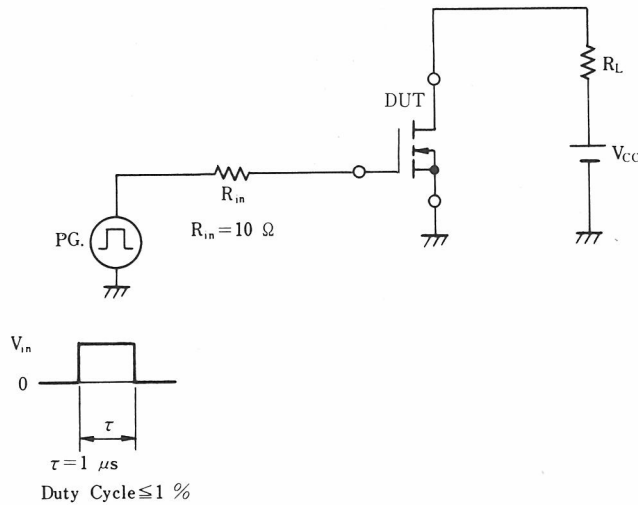 DUT
R_L
V_CC
R_in
R_in=10 Ω
PG.
V_in
0
τ
τ=1 μs
Duty Cycle≦1 %